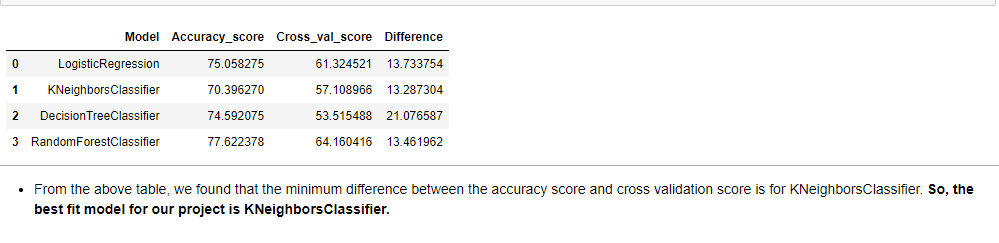 Model Accuracy_score Cross_val_score Difference
0 LogisticRegression 75.058275 61.324521 13.733754
1 KNeighborsClassifier 70.396270 57.108966 13.287304
2 DecisionTreeClassifier 74.592075 53.515488 21.076587
3 RandomForestClassifier 77.622378 64.160416 13.461962
• From the above table, we found that the minimum difference between the accuracy score and cross validation score is for KNeighborsClassifier. So, the
best fit model for our project is KNeighborsClassifier.